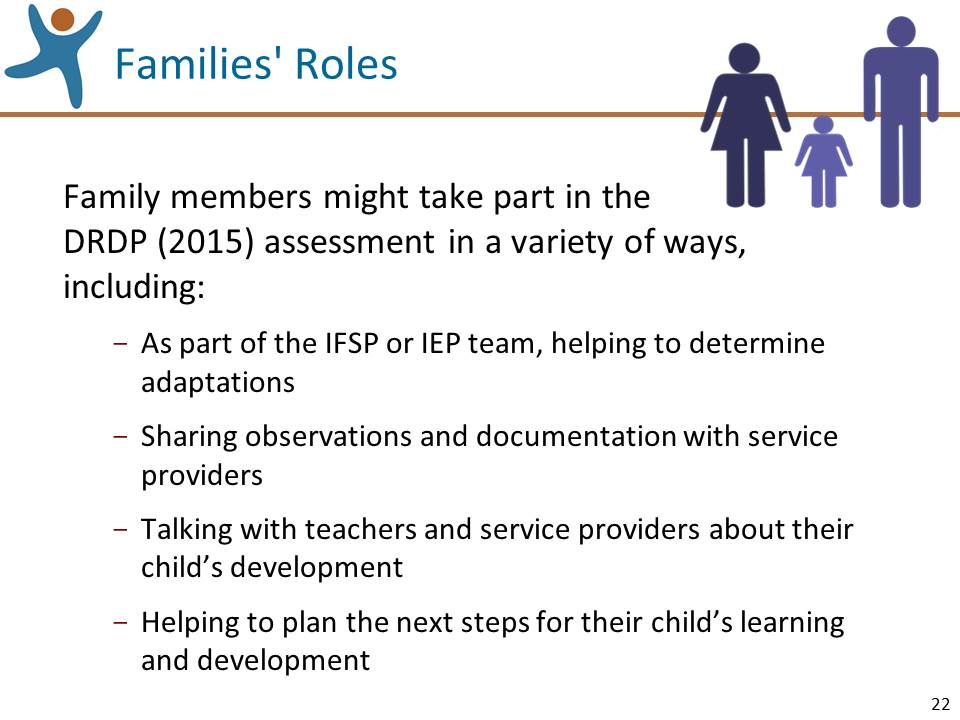 Families' Roles
Family members might take part in the
DRDP (2015) assessment in a variety of ways,
including:
− As part of the IFSP or IEP team, helping to determine
adaptations
− Sharing observations and documentation with service
providers
− Talking with teachers and service providers about their
child’s development
− Helping to plan the next steps for their child’s learning
and development
22